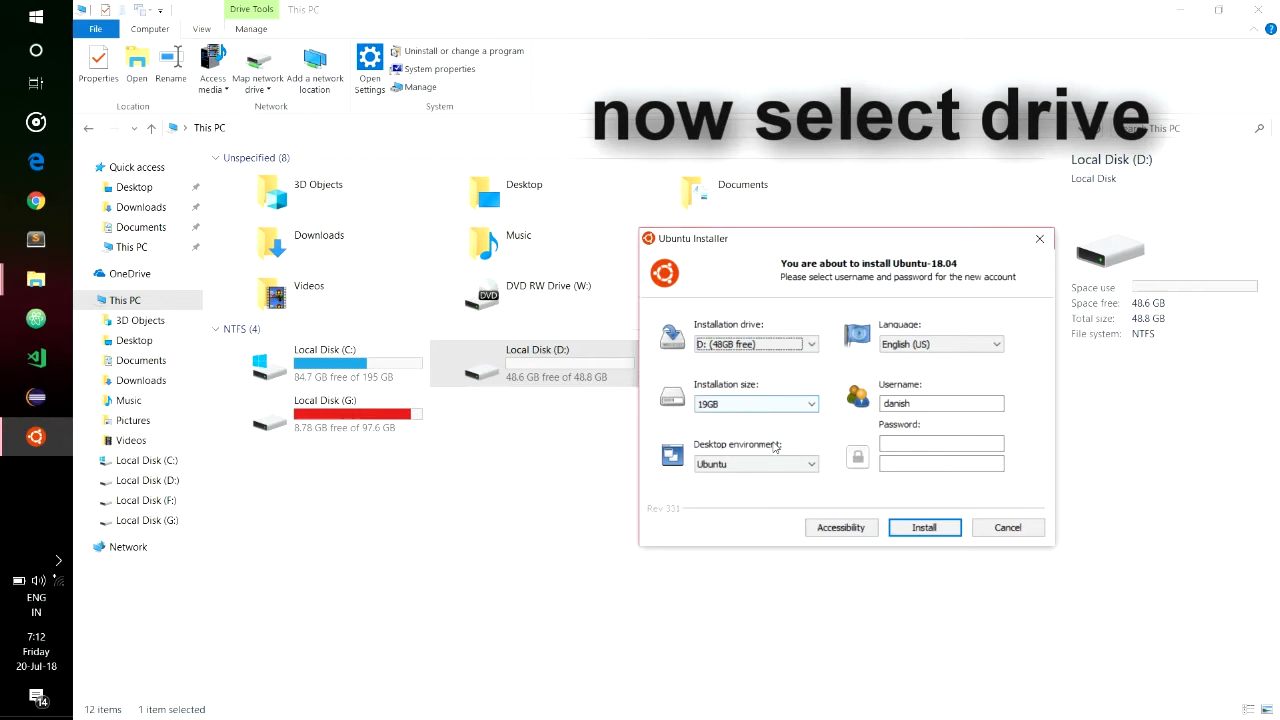 Drive Tools
This PC
File
Computer
View
Manage
Properties
Open
Rename
Access media
Map network drive
Add a network location
Open Settings
Uninstall or change a program
System properties
Manage
Location
Network
System
now select drive
This PC
This PC
Quick access
Desktop
Downloads
Documents
This PC
OneDrive
This PC
3D Objects
Desktop
Documents
Downloads
Music
Pictures
Videos
Local Disk (C:)
Local Disk (D:)
Local Disk (F:)
Local Disk (G:)
Network
Unspecified (8)
3D Objects
Desktop
Documents
Downloads
Music
Videos
DVD
DVD RW Drive (W:)
NTFS (4)
Local Disk (C:)
84.7 GB free of 195 GB
Local Disk (D:)
48.6 GB free of 48.8 GB
Local Disk (G:)
8.78 GB free of 97.6 GB
Ubuntu Installer
You are about to install Ubuntu-18.04
Please select username and password for the new account
Installation drive:
D: (48GB free)
Installation size:
19GB
Desktop environment:
Ubuntu
Language:
English (US)
Username:
danish
Password:
Rev 331
Accessibility
Install
Cancel
Local Disk (D:)
Local Disk
Space use
Space free: 48.6 GB
Total size: 48.8 GB
File system: NTFS
ENG
IN
7:12
Friday
20-Jul-18
14
12 items
1 item selected